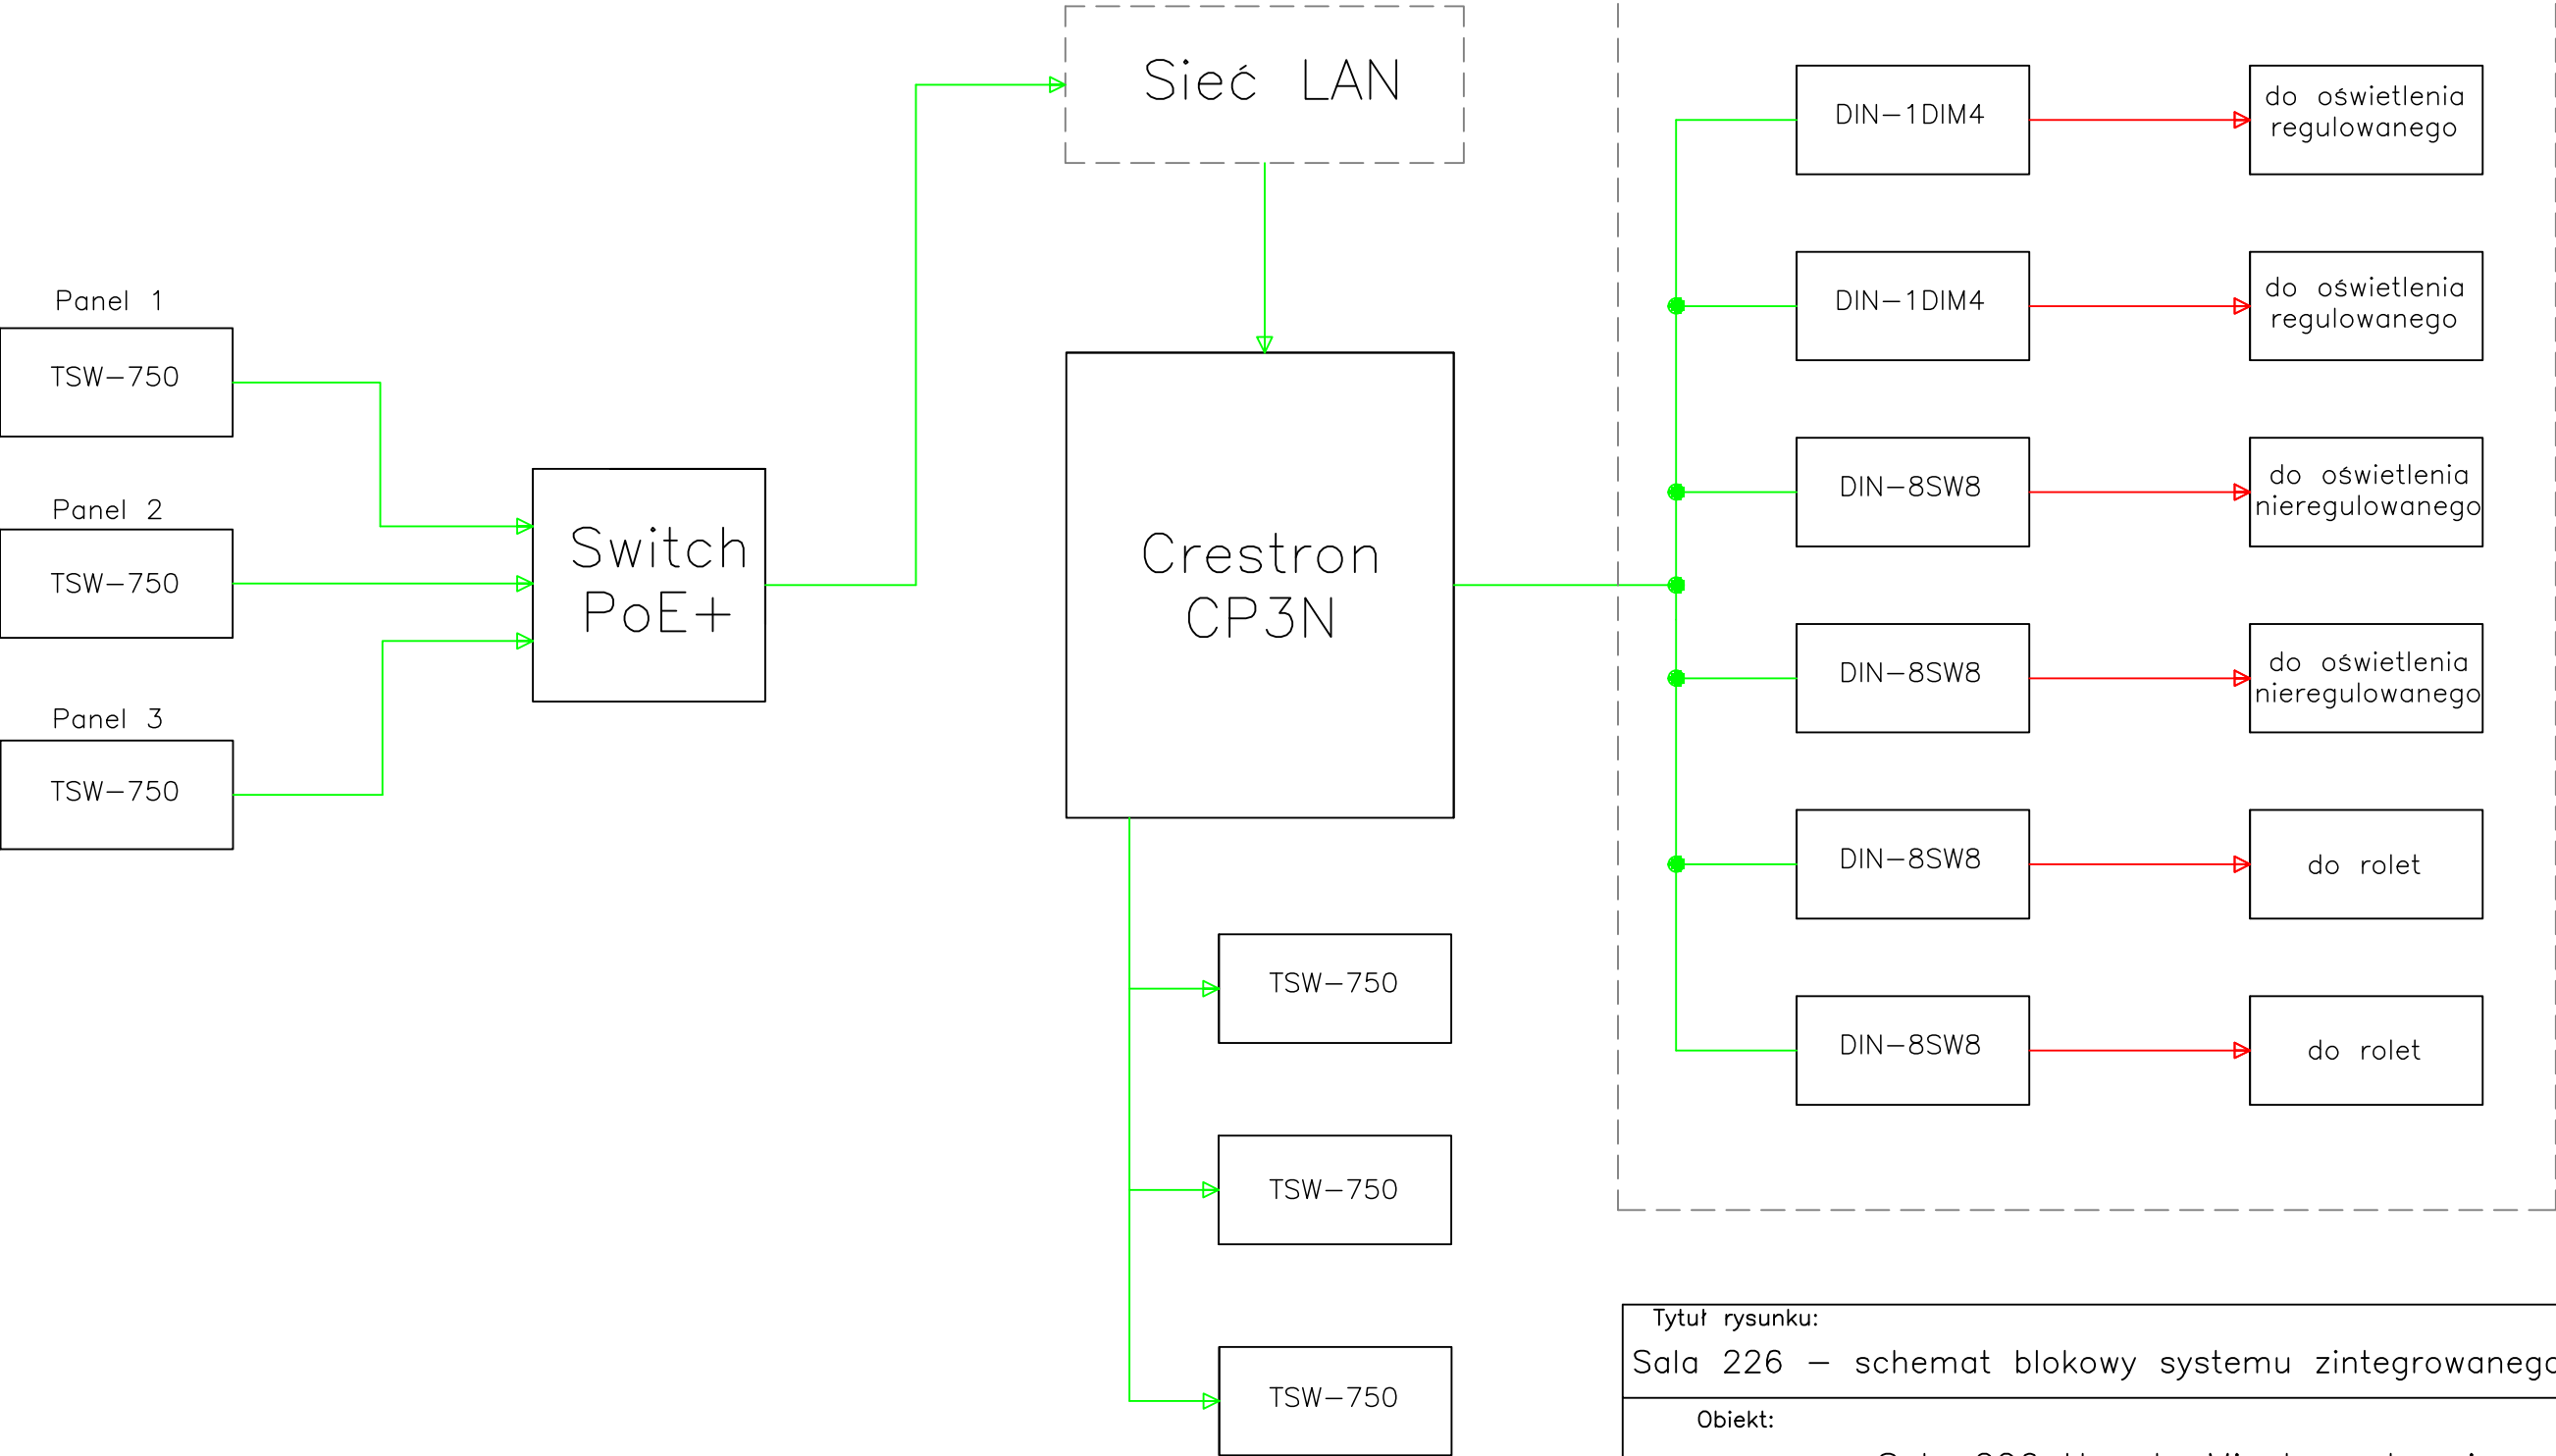 Sieć LAN
DIN-1DIM4
do oświetlenia
regulowanego
Panel 1
TSW-750
DIN-1DIM4
do oświetlenia
regulowanego
Panel 2
TSW-750
Switch
PoE+
Crestron
CP3N
DIN-8SW8
do oświetlenia
nieregulowanego
Panel 3
TSW-750
DIN-8SW8
do oświetlenia
nieregulowanego
DIN-8SW8
do rolet
TSW-750
DIN-8SW8
do rolet
TSW-750
TSW-750
Tytuł rysunku:
Sala 226 - schemat blokowy systemu zintegrowanego
Obiekt: